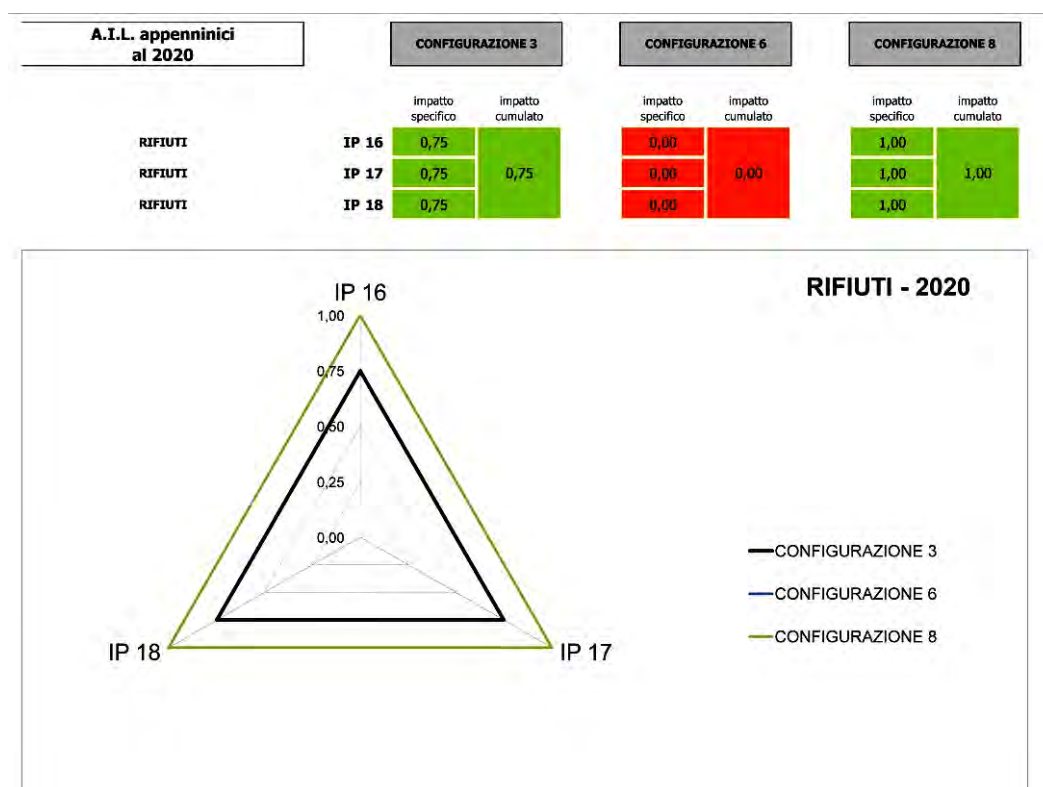 A.I.L. appenninici
al 2020
CONFIGURAZIONE 3
CONFIGURAZIONE 6
CONFIGURAZIONE 8
impatto specifico
impatto cumulato
impatto specifico
impatto cumulato
impatto specifico
impatto cumulato
RIFIUTI IP 16 0,75 0,00 1,00
RIFIUTI IP 17 0,75 0,75 0,00 0,00 1,00 1,00
RIFIUTI IP 18 0,75 0,00 1,00
RIFIUTI - 2020
IP 16
1,00
0,75
0,50
0,25
0,00
IP 18
IP 17
CONFIGURAZIONE 3
CONFIGURAZIONE 6
CONFIGURAZIONE 8